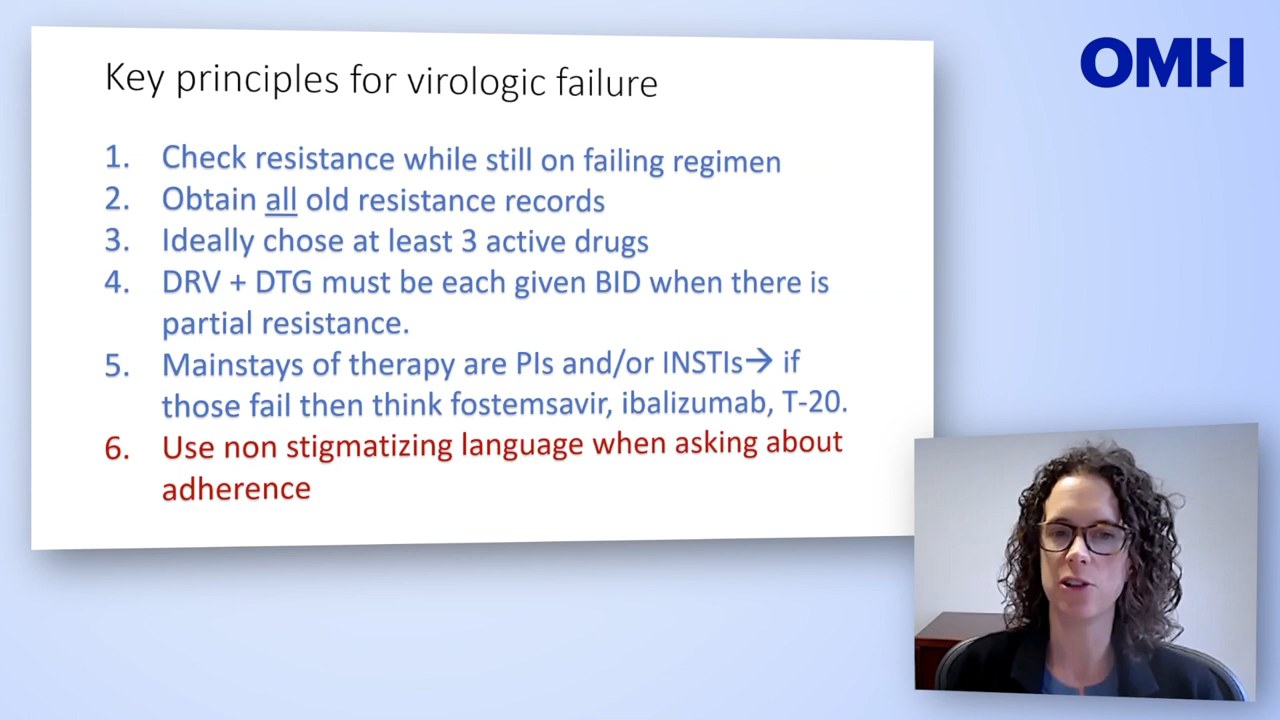 OMH
Key principles for virologic failure
1. Check resistance while still on failing regimen
2. Obtain all old resistance records
3. Ideally chose at least 3 active drugs
4. DRV + DTG must be each given BID when there is
partial resistance.
5. Mainstays of therapy are PIs and/or INSTIs→ if
those fail then think fostemsavir, ibalizumab, T-20.
6. Use non stigmatizing language when asking about
adherence